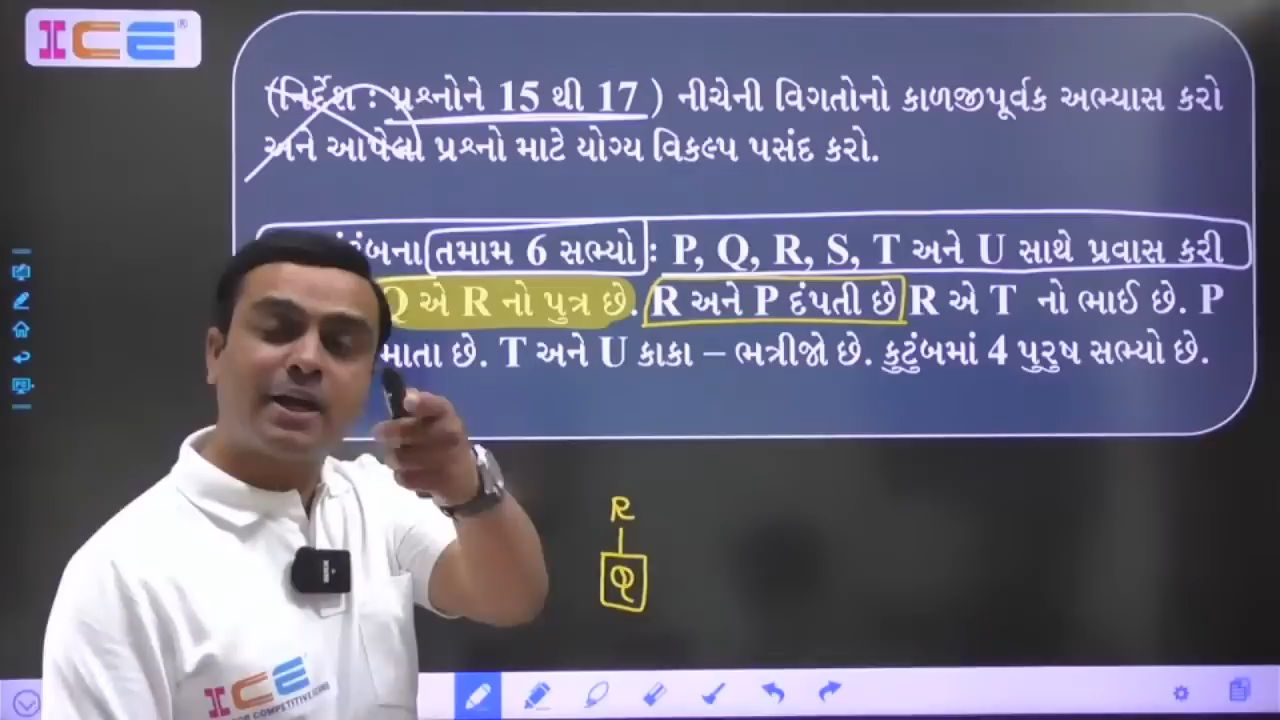 ICE®
(નિર્દેશ : પ્રશ્નોને 15 થી 17 ) નીચેની વિગતોનો કાળજીપૂર્વક અભ્યાસ કરો
અને આપેલા પ્રશ્નો માટે યોગ્ય વિકલ્પ પસંદ કરો.
તમામ 6 સભ્યો : P, Q, R, S, T અને U સાથે પ્રવાસ કરી
Q એ R નો પુત્ર છે. R અને P દંપતી છે R એ T નો ભાઈ છે. P
માતા છે. T અને U કાકા – ભત્રીજો છે. કુટુંબમાં 4 પુરુષ સભ્યો છે.
R
Q
ICE